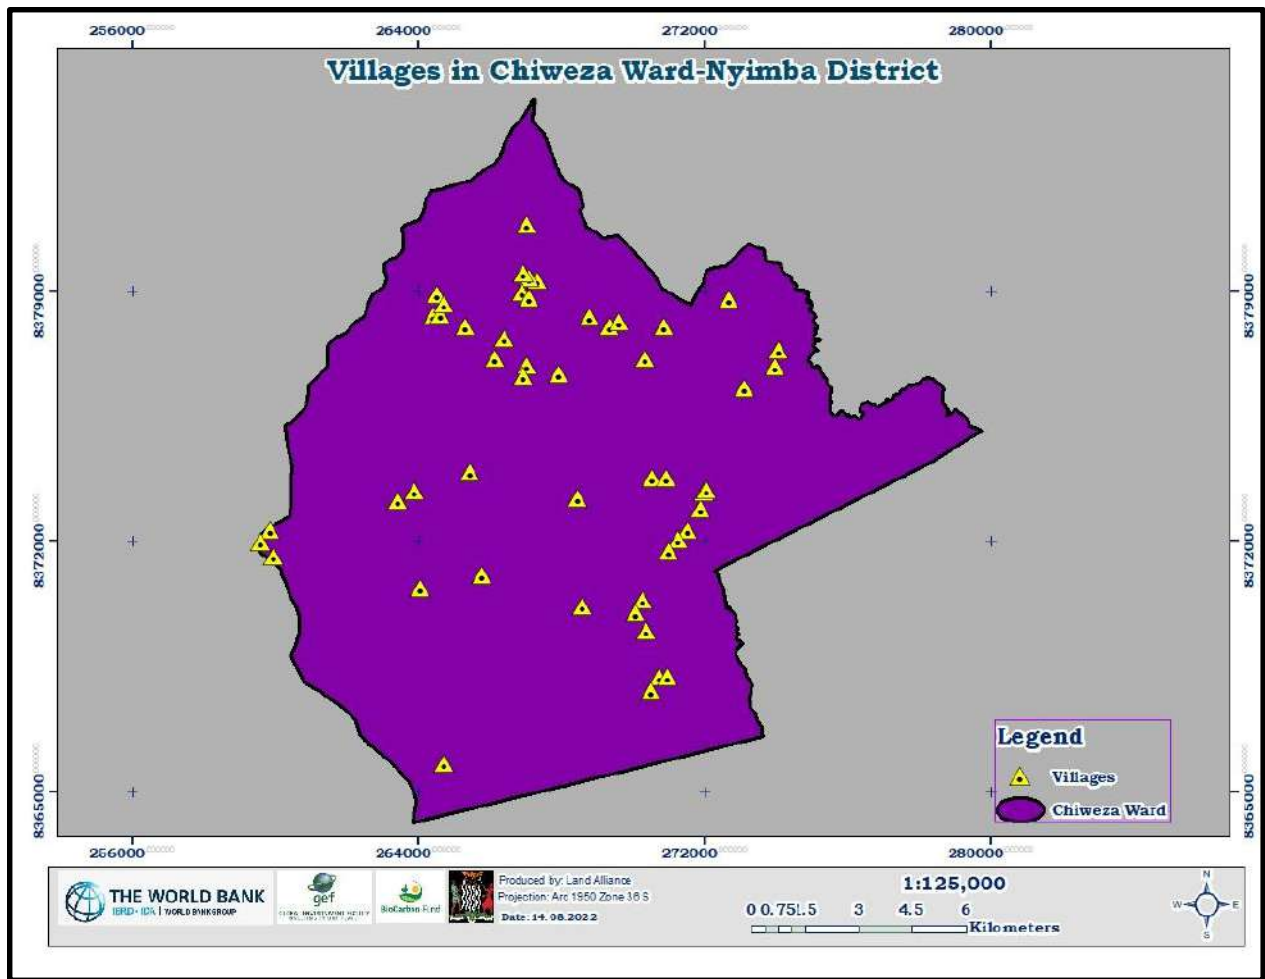 256000 264000 272000 280000
Villages in Chiweza Ward-Nyimba District
8379000 8379000
8372000 8372000
8365000 8365000
Legend
Villages
Chiweza Ward
256000 264000 272000 280000
THE WORLD BANK
IBRD • IDA | WORLD BANK GROUP
gef
BioCarbon Fund
Produced by: Land Alliance
Projection: Arc 1950 Zone 36 S
Date: 14.08.2022
1:125,000
0 0.751.5 3 4.5 6
Kilometers
N
W E
S